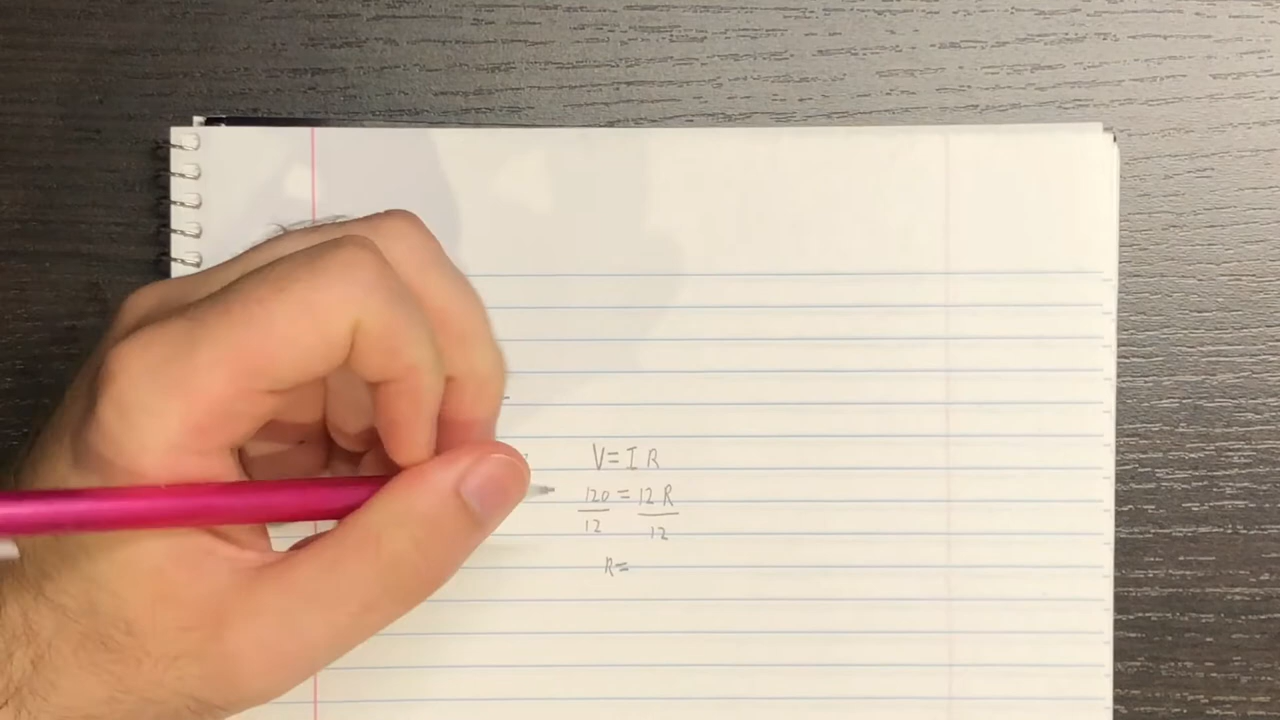 V = I R
120 = 12 R
12 12
R =